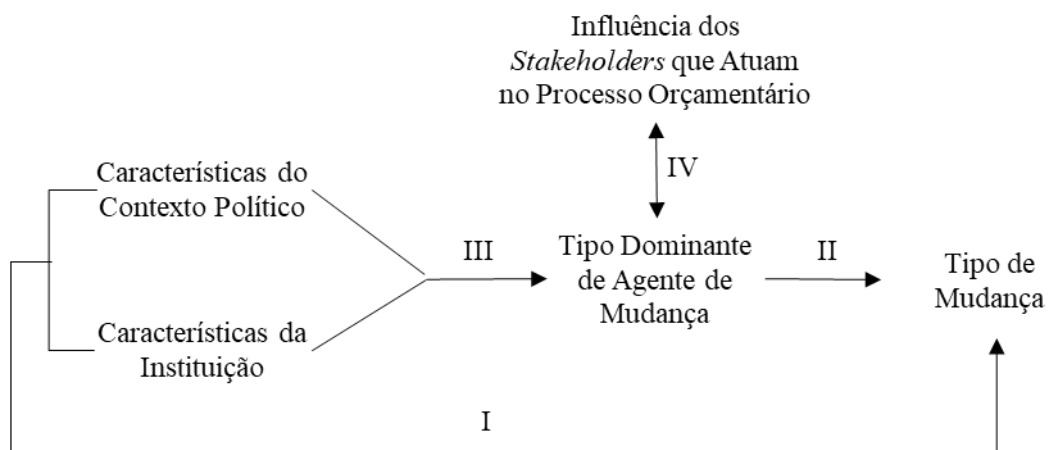 Influência dos
Stakeholders que Atuam
no Processo Orçamentário
IV
Características do
Contexto Político
III
Tipo Dominante
de Agente de
Mudança
II
Tipo de
Mudança
Características da
Instituição
I